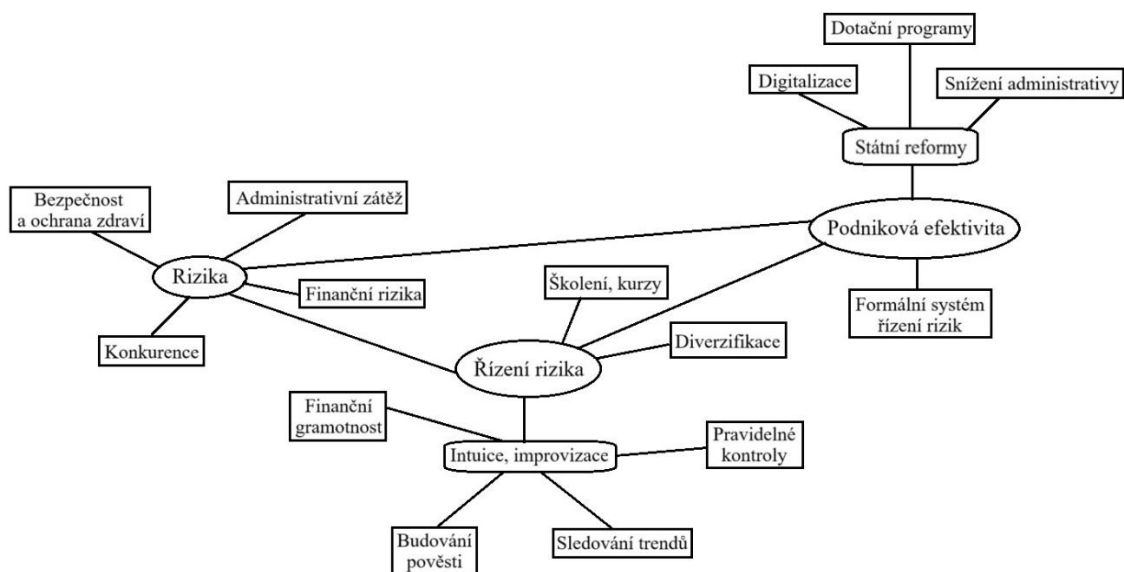 Dotační programy
Digitalizace
Snížení administrativy
Státní reformy
Bezpečnost
a ochrana zdraví
Administrativní zátěž
Podniková efektivita
Rizika
Finanční rizika
Školení, kurzy
Formální systém
řízení rizik
Konkurence
Diverzifikace
Řízení rizika
Finanční
gramotnost
Intuice, improvizace
Pravidelné
kontroly
Budování
pověsti
Sledování trendů